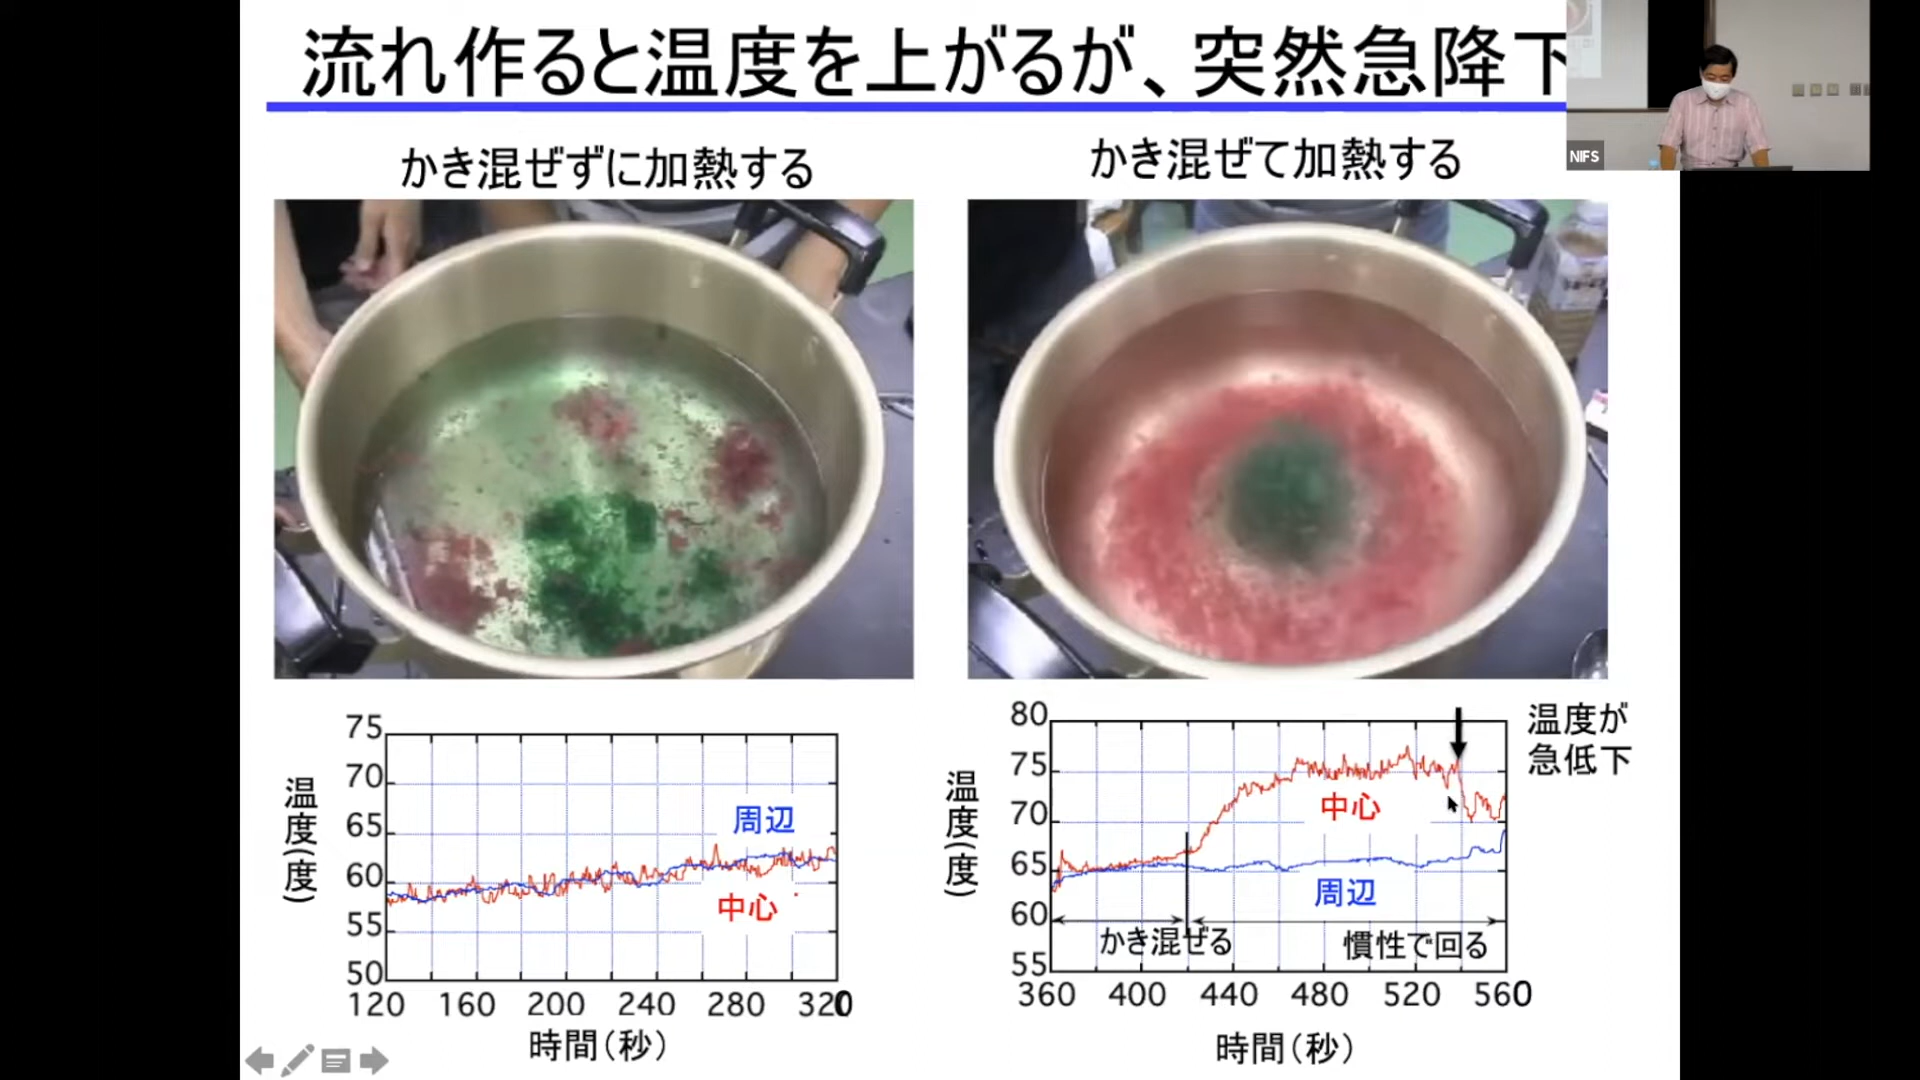 流れ作ると温度を上がるが、突然急降下
NIFS
かき混ぜずに加熱する
かき混ぜて加熱する
75
70
65
60
55
50
温度(度)
周辺
中心
120 160 200 240 280 320
時間(秒)
80
75
70
65
60
55
温度(度)
中心
周辺
かき混ぜる
慣性で回る
温度が
急低下
360 400 440 480 520 560
時間(秒)